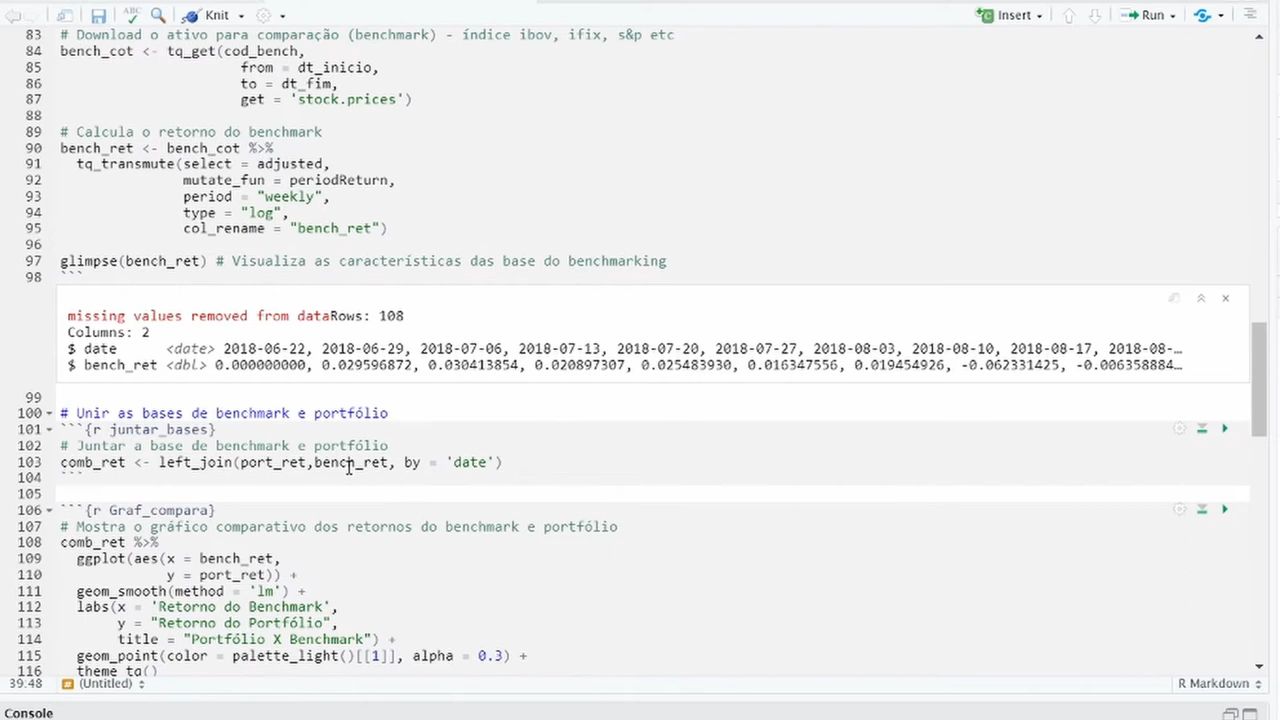 ABC
Knit
Insert
Run
83 # Download o ativo para comparação (benchmark) - índice ibov, ifix, s&p etc
84 bench_cot <- tq_get(cod_bench,
85 from = dt_inicio,
86 to = dt_fim,
87 get = 'stock.prices')
88
89 # Calcula o retorno do benchmark
90 bench_ret <- bench_cot %>%
91 tq_transmute(select = adjusted,
92 mutate_fun = periodReturn,
93 period = "weekly",
94 type = "log",
95 col_rename = "bench_ret")
96
97 glimpse(bench_ret) # Visualiza as características das base do benchmarking
98 ```
missing values removed from dataRows: 108
Columns: 2
$ date <date> 2018-06-22, 2018-06-29, 2018-07-06, 2018-07-13, 2018-07-20, 2018-07-27, 2018-08-03, 2018-08-10, 2018-08-17, 2018-08-…
$ bench_ret <dbl> 0.000000000, 0.029596872, 0.030413854, 0.020897307, 0.025483930, 0.016347556, 0.019454926, -0.062331425, -0.006358884…
99
100 # Unir as bases de benchmark e portfólio
101 ```{r juntar_bases}
102 # Juntar a base de benchmark e portfólio
103 comb_ret <- left_join(port_ret,bench_ret, by = 'date')
104 ```
105
106 ```{r Graf_compara}
107 # Mostra o gráfico comparativo dos retornos do benchmark e portfólio
108 comb_ret %>%
109 ggplot(aes(x = bench_ret,
110 y = port_ret)) +
111 geom_smooth(method = 'lm') +
112 labs(x = 'Retorno do Benchmark',
113 y = "Retorno do Portfólio",
114 title = "Portfólio X Benchmark") +
115 geom_point(color = palette_light()[[1]], alpha = 0.3) +
116 theme_tq()
39:48 # (Untitled) R Markdown
Console